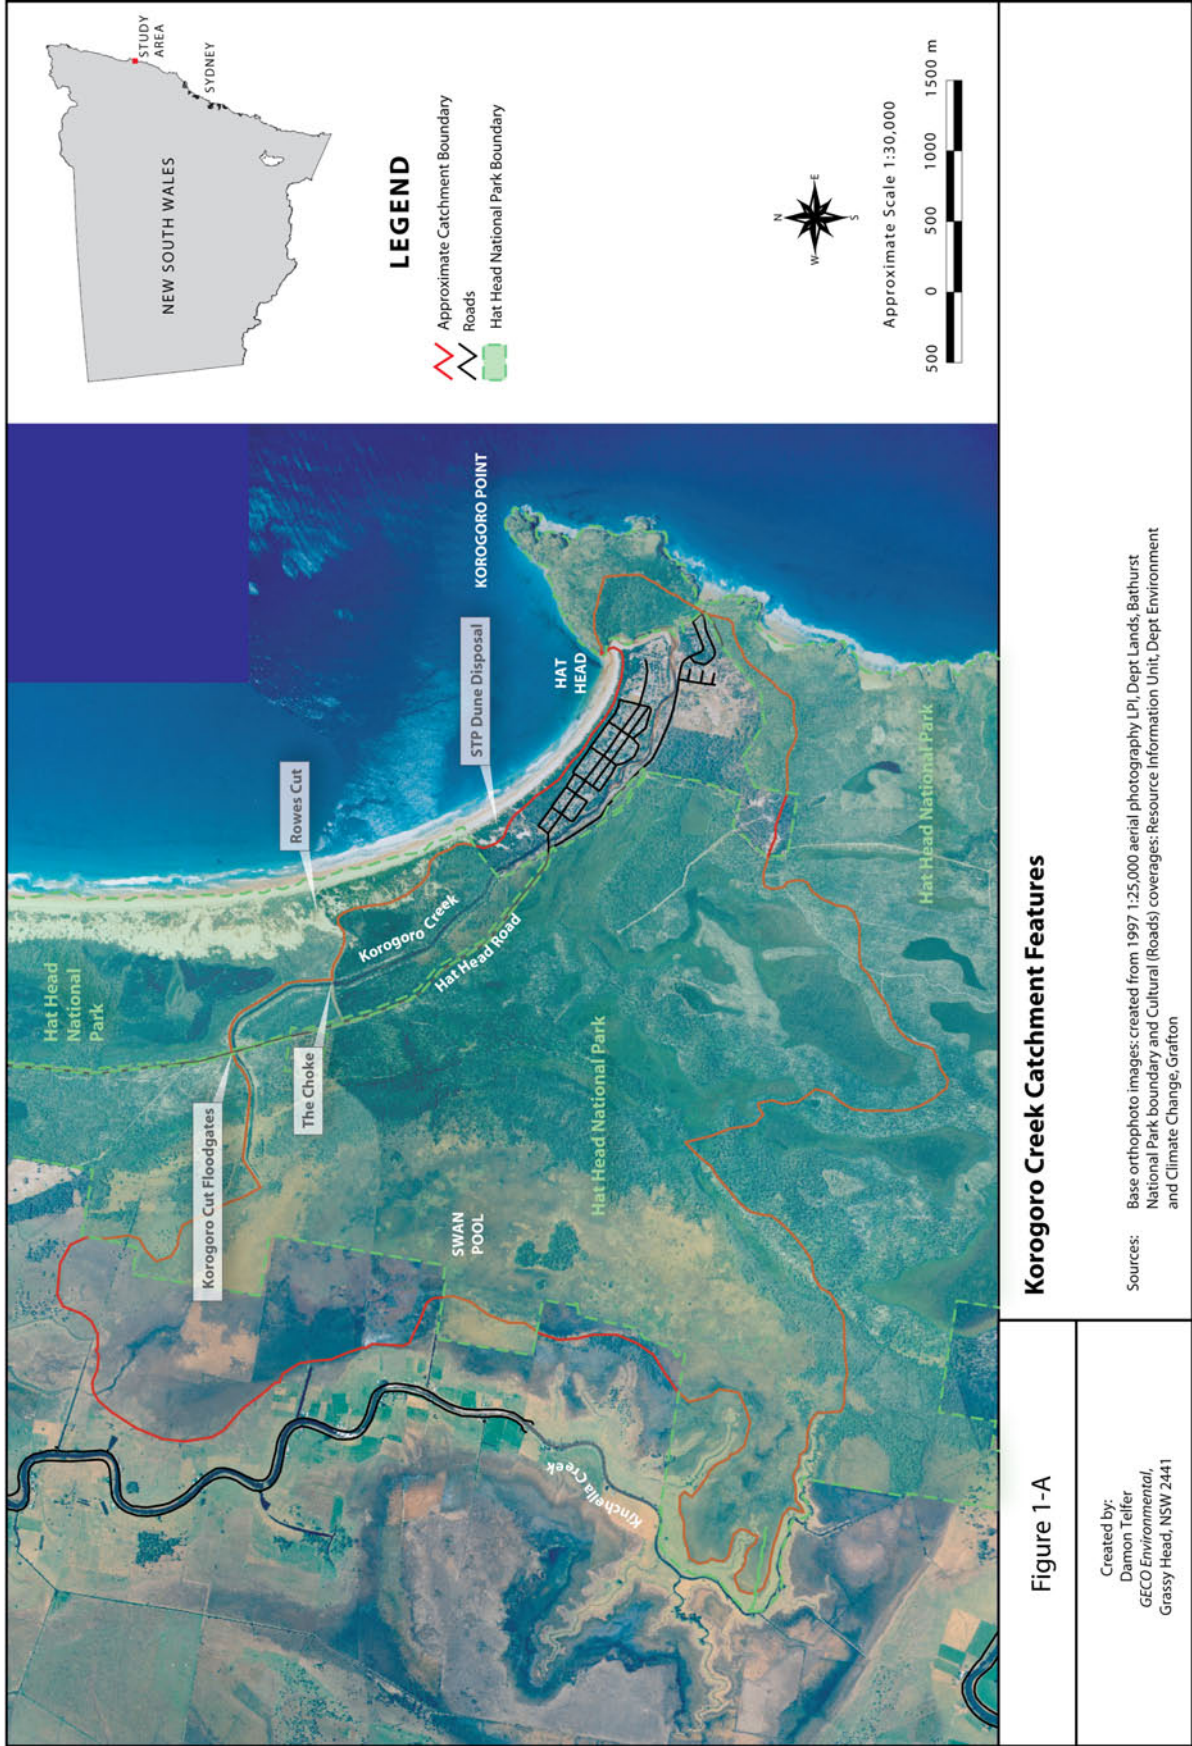 NEW SOUTH WALES
STUDY
AREA
SYDNEY
LEGEND
Approximate Catchment Boundary
Roads
Hat Head National Park Boundary
N
W
E
S
Approximate Scale 1:30,000
500
0
500
1000
1500 m
Hat Head
National
Park
Korogoro Cut Floodgates
The Choke
Rowes Cut
Korogoro Creek
Hat Head Road
STP Dune Disposal
KOROGORO POINT
HAT
HEAD
SWAN
POOL
Hat Head National Park
Hat Head National Park
Kinchella Creek
Figure 1-A
Korogoro Creek Catchment Features
Created by:
Damon Telfer
GECO Environmental,
Grassy Head, NSW 2441
Sources: Base orthophoto images: created from 1997 1:25,000 aerial photography LPI, Dept Lands, Bathurst
National Park boundary and Cultural (Roads) coverages: Resource Information Unit, Dept Environment
and Climate Change, Grafton